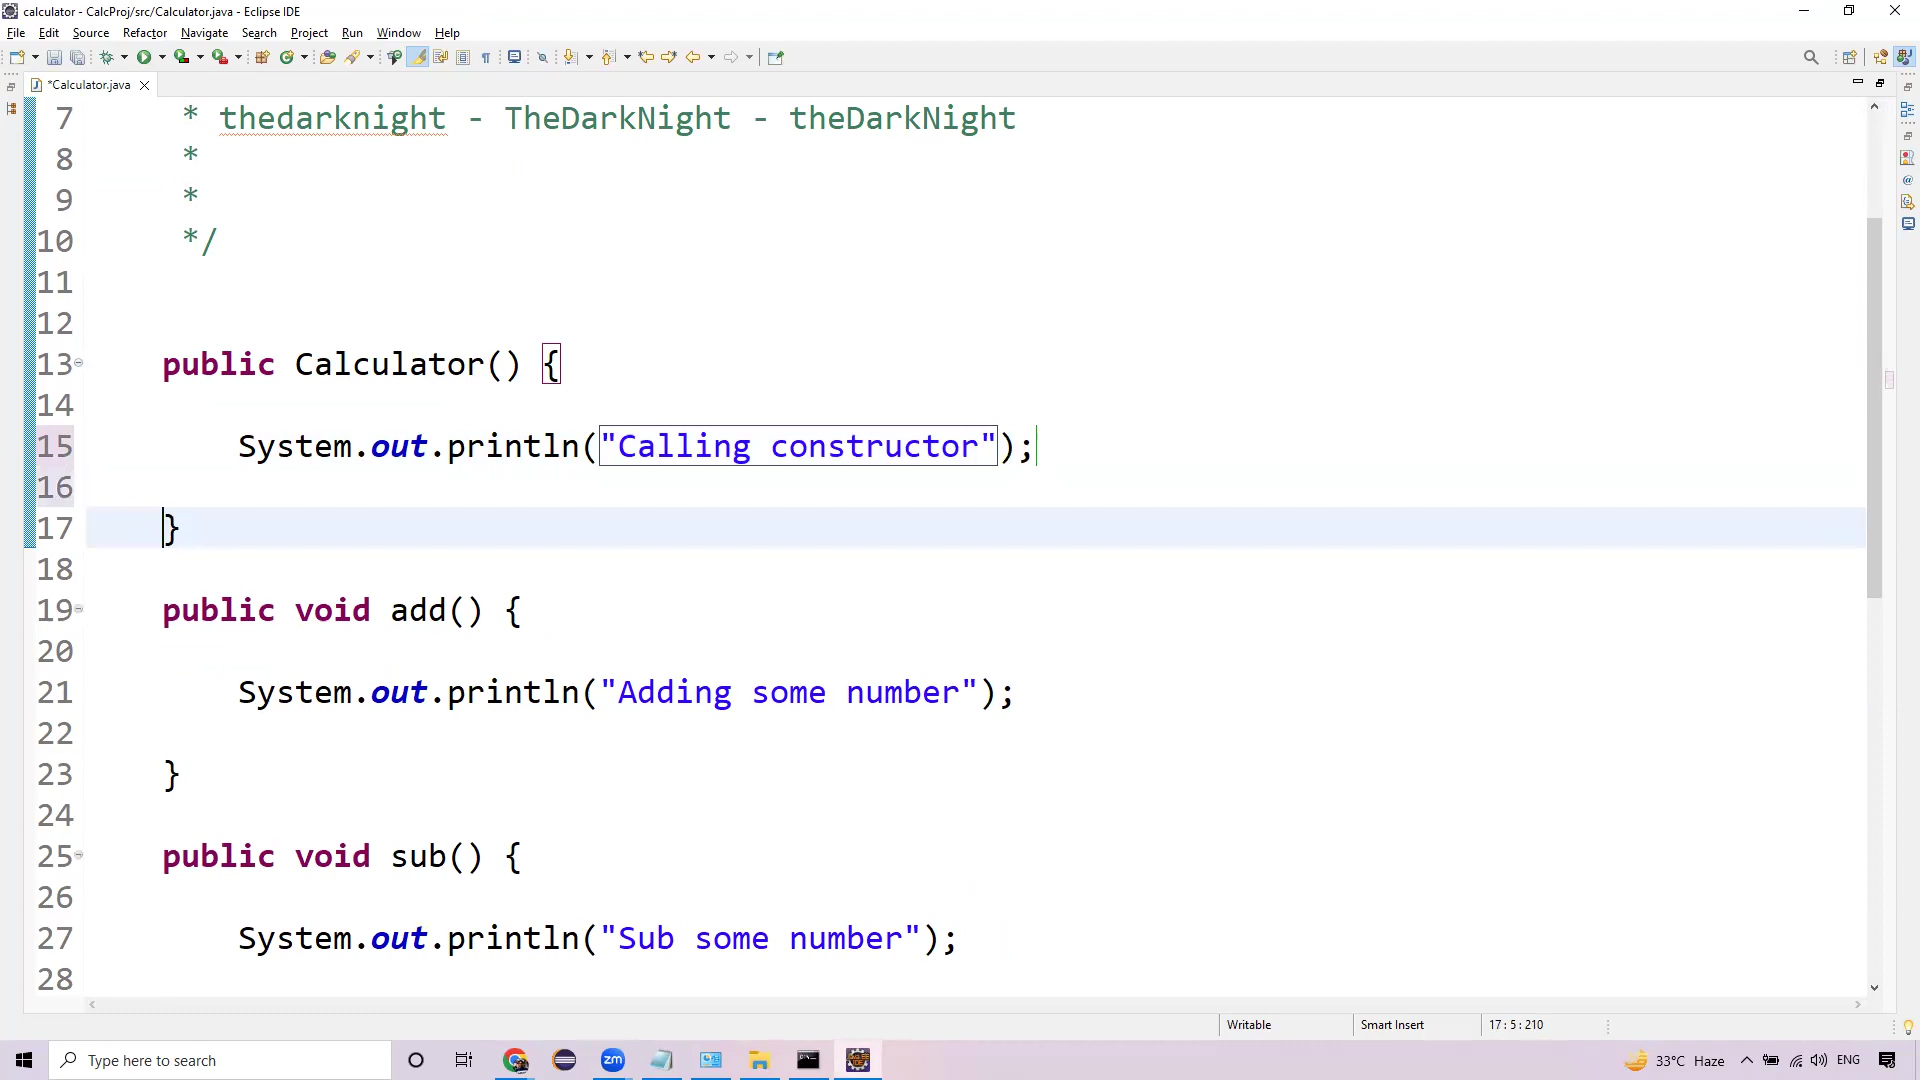 calculator - CalcProj/src/Calculator.java - Eclipse IDE
File Edit Source Refactor Navigate Search Project Run Window Help
*Calculator.java
7 * thedarknight - TheDarkNight - theDarkNight
8 *
9 *
10 */
11
12
13 public Calculator() {
14
15 System.out.println("Calling constructor");
16
17 }
18
19 public void add() {
20
21 System.out.println("Adding some number");
22
23 }
24
25 public void sub() {
26
27 System.out.println("Sub some number");
28
Writable Smart Insert 17 : 5 : 210
Type here to search zm 33°C Haze ENG